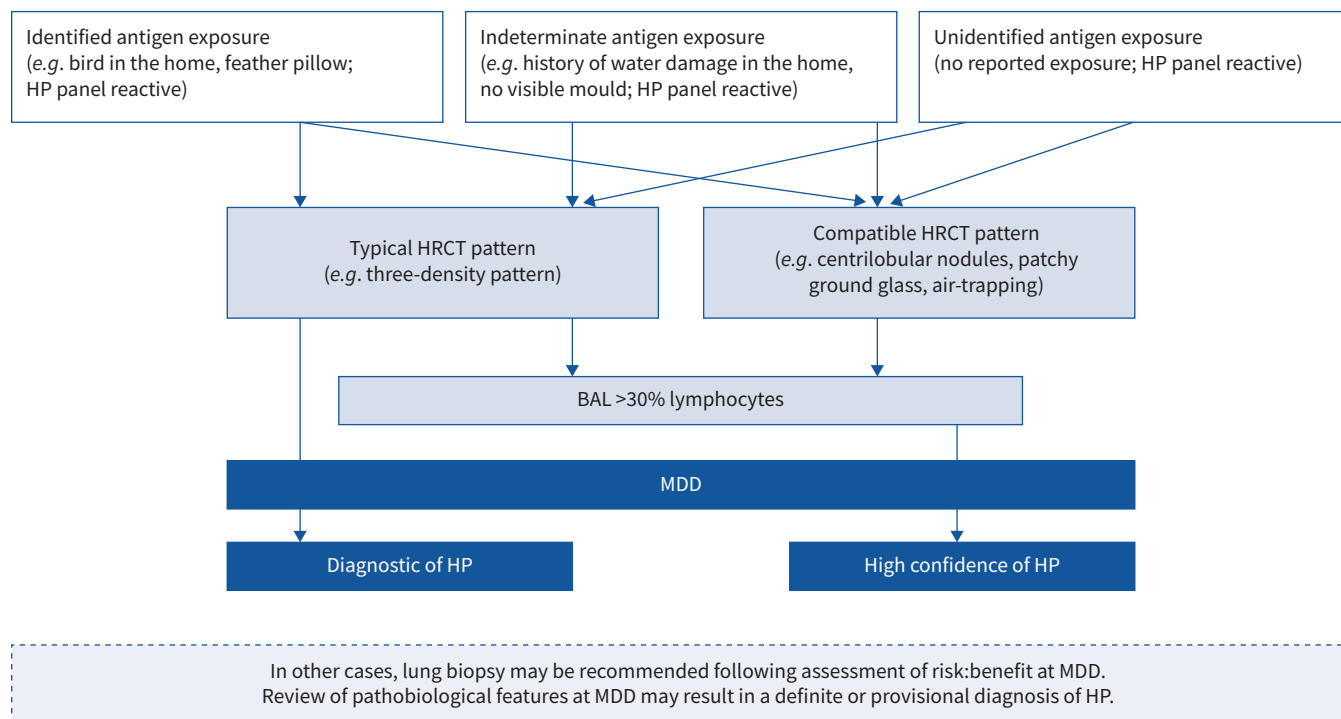 Identified antigen exposure
(e.g. bird in the home, feather pillow;
HP panel reactive)
Indeterminate antigen exposure
(e.g. history of water damage in the home,
no visible mould; HP panel reactive)
Unidentified antigen exposure
(no reported exposure; HP panel reactive)
Typical HRCT pattern
(e.g. three-density pattern)
Compatible HRCT pattern
(e.g. centrilobular nodules, patchy
ground glass, air-trapping)
BAL >30% lymphocytes
MDD
Diagnostic of HP
High confidence of HP
In other cases, lung biopsy may be recommended following assessment of risk:benefit at MDD.
Review of pathobiological features at MDD may result in a definite or provisional diagnosis of HP.